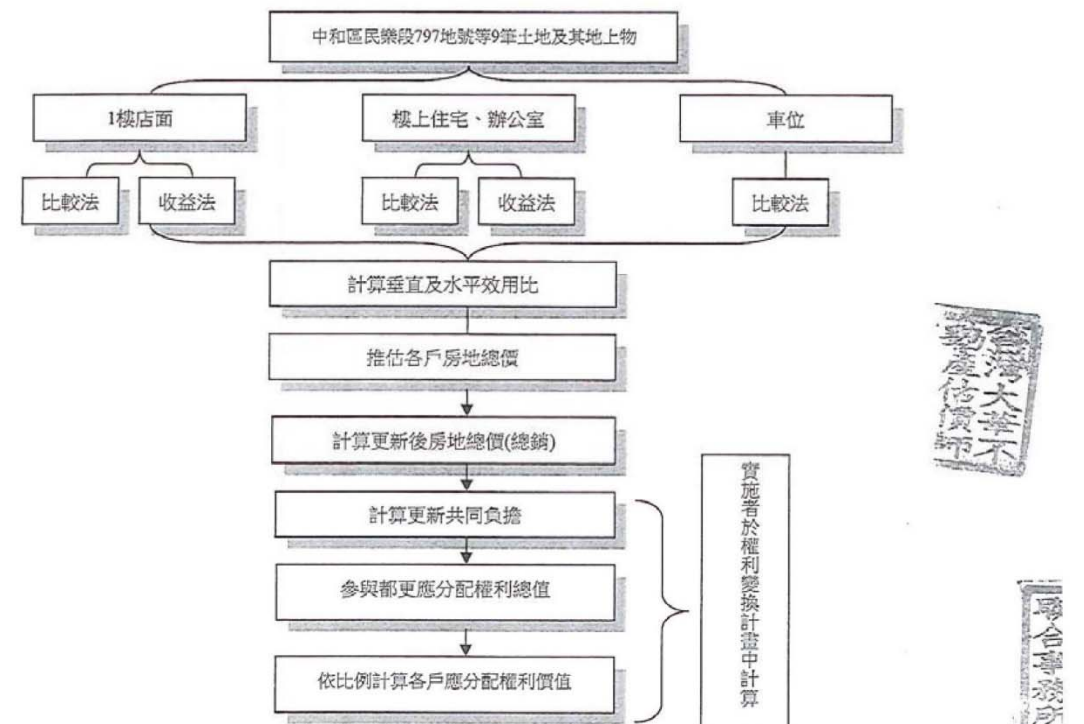 中和區民樂段797地號等9筆土地及其地上物
1樓店面
樓上住宅、辦公室
車位
比較法
收益法
比較法
收益法
比較法
計算垂直及水平效用比
推估各戶房地總價
計算更新後房地總價(總銷)
計算更新共同負擔
參與都更應分配權利總值
依比例計算各戶應分配權利價值
實施者於權利變換計畫中計算
台灣大華不
動產估價師
聯合事務所